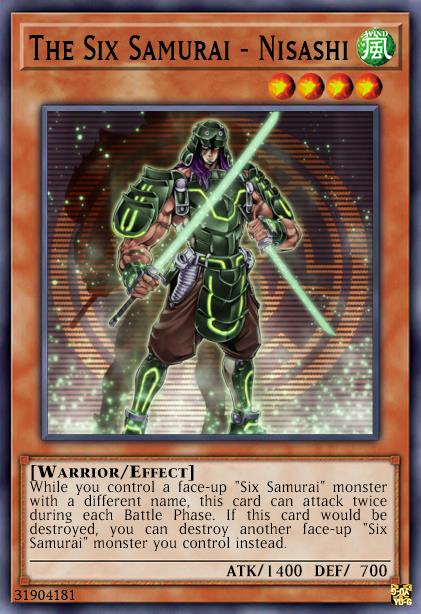 The Six Samurai - Nisashi
WIND
風
[Warrior/Effect]
While you control a face-up "Six Samurai" monster
with a different name, this card can attack twice
during each Battle Phase. If this card would be
destroyed, you can destroy another face-up "Six
Samurai" monster you control instead.
ATK/1400 DEF/ 700
31904181